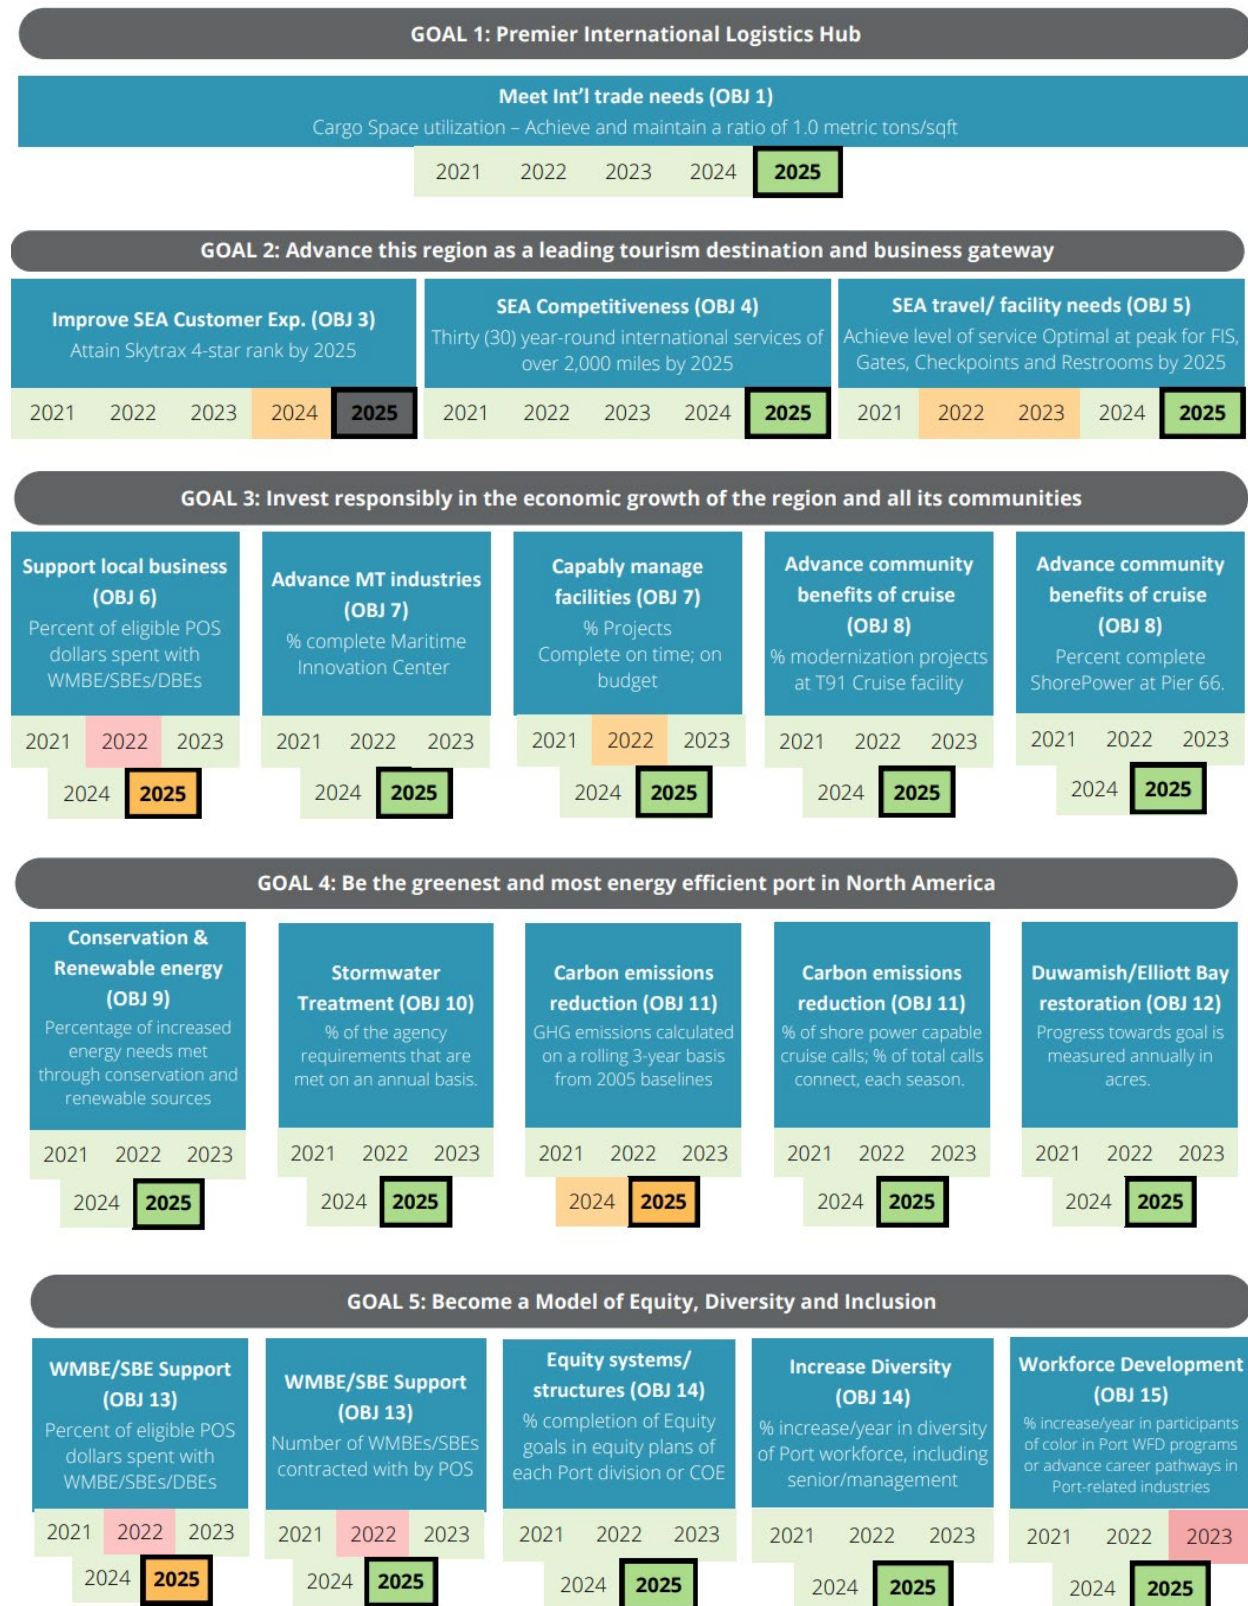 GOAL 1: Premier International Logistics Hub
Meet Int'l trade needs (OBJ 1)
Cargo Space utilization – Achieve and maintain a ratio of 1.0 metric tons/sqft
2021 2022 2023 2024 2025
GOAL 2: Advance this region as a leading tourism destination and business gateway
Improve SEA Customer Exp. (OBJ 3)
Attain Skytrax 4-star rank by 2025
2021 2022 2023 2024 2025
SEA Competitiveness (OBJ 4)
Thirty (30) year-round international services of
over 2,000 miles by 2025
2021 2022 2023 2024 2025
SEA travel/ facility needs (OBJ 5)
Achieve level of service Optimal at peak for FIS,
Gates, Checkpoints and Restrooms by 2025
2021 2022 2023 2024 2025
GOAL 3: Invest responsibly in the economic growth of the region and all its communities
Support local business
(OBJ 6)
Percent of eligible POS
dollars spent with
WMBE/SBEs/DBEs
2021 2022 2023
2024 2025
Advance MT industries
(OBJ 7)
% complete Maritime
Innovation Center
2021 2022 2023
2024 2025
Capably manage
facilities (OBJ 7)
% Projects
Complete on time; on
budget
2021 2022 2023
2024 2025
Advance community
benefits of cruise
(OBJ 8)
% modernization projects
at T91 Cruise facility
2021 2022 2023
2024 2025
Advance community
benefits of cruise
(OBJ 8)
Percent complete
ShorePower at Pier 66.
2021 2022 2023
2024 2025
GOAL 4: Be the greenest and most energy efficient port in North America
Conservation &
Renewable energy
(OBJ 9)
Percentage of increased
energy needs met
through conservation and
renewable sources
2021 2022 2023
2024 2025
Stormwater
Treatment (OBJ 10)
% of the agency
requirements that are
met on an annual basis.
2021 2022 2023
2024 2025
Carbon emissions
reduction (OBJ 11)
GHG emissions calculated
on a rolling 3-year basis
from 2005 baselines
2021 2022 2023
2024 2025
Carbon emissions
reduction (OBJ 11)
% of shore power capable
cruise calls; % of total calls
connect, each season.
2021 2022 2023
2024 2025
Duwamish/Elliott Bay
restoration (OBJ 12)
Progress towards goal is
measured annually in
acres.
2021 2022 2023
2024 2025
GOAL 5: Become a Model of Equity, Diversity and Inclusion
WMBE/SBE Support
(OBJ 13)
Percent of eligible POS
dollars spent with
WMBE/SBEs/DBEs
2021 2022 2023
2024 2025
WMBE/SBE Support
(OBJ 13)
Number of WMBEs/SBEs
contracted with by POS
2021 2022 2023
2024 2025
Equity systems/
structures (OBJ 14)
% completion of Equity
goals in equity plans of
each Port division or COE
2021 2022 2023
2024 2025
Increase Diversity
(OBJ 14)
% increase/year in diversity
of Port workforce, including
senior/management
2021 2022 2023
2024 2025
Workforce Development
(OBJ 15)
% increase/year in participants
of color in Port WFD programs
or advance career pathways in
Port-related industries
2021 2022 2023
2024 2025